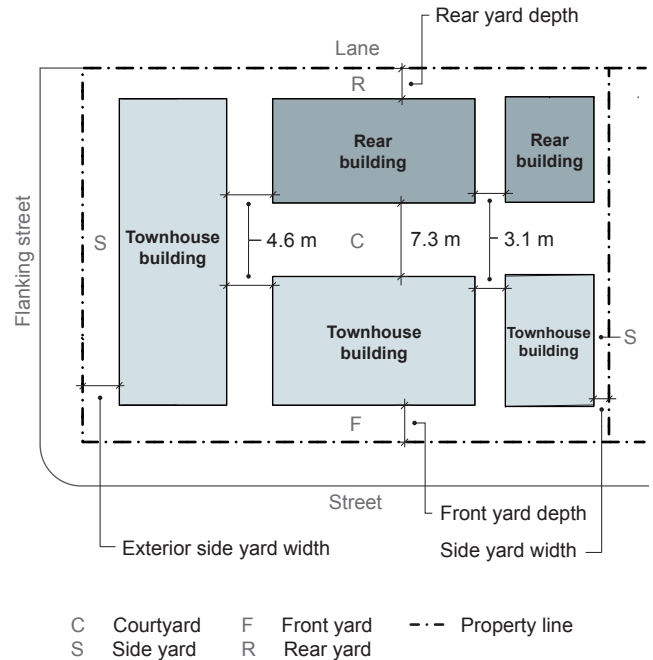 Rear yard depth
Lane
R
Rear
building
Rear
building
Flanking street
S
Townhouse
building
4.6 m
C
7.3 m
3.1 m
Townhouse
building
Townhouse
building
S
F
Street
Exterior side yard width
Front yard depth
Side yard width
C Courtyard F Front yard Property line
S Side yard R Rear yard